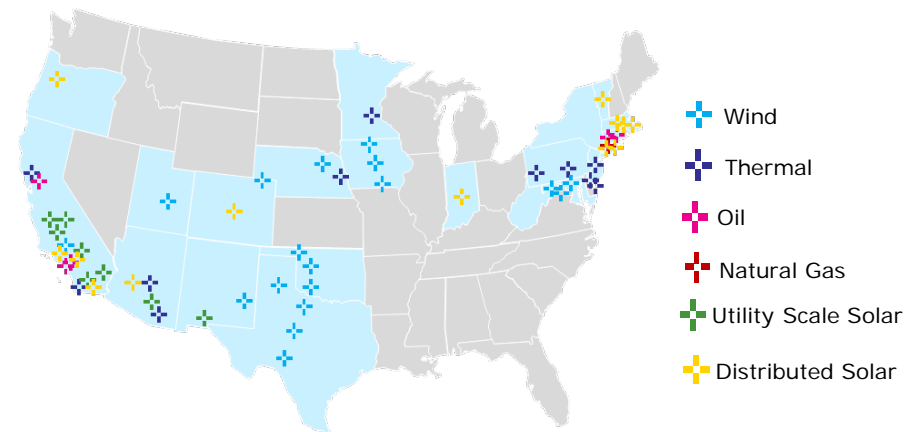 Wind
Thermal
Oil
Natural Gas
Utility Scale Solar
Distributed Solar